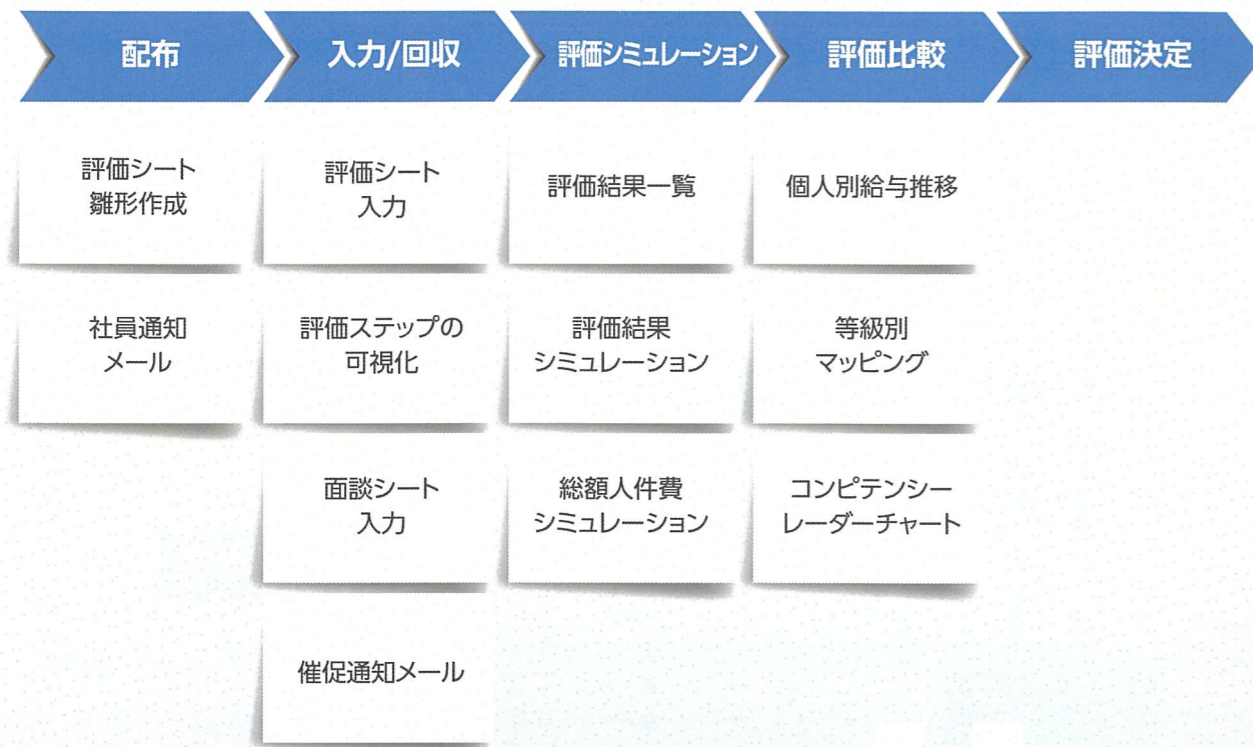 配布
入力/回収
評価シミュレーション
評価比較
評価決定
評価シート
雛形作成
評価シート
入力
評価結果一覧
個人別給与推移
社員通知
メール
評価ステップの
可視化
評価結果
シミュレーション
等級別
マッピング
面談シート
入力
総額人件費
シミュレーション
コンピテンシー
レーダーチャート
催促通知メール